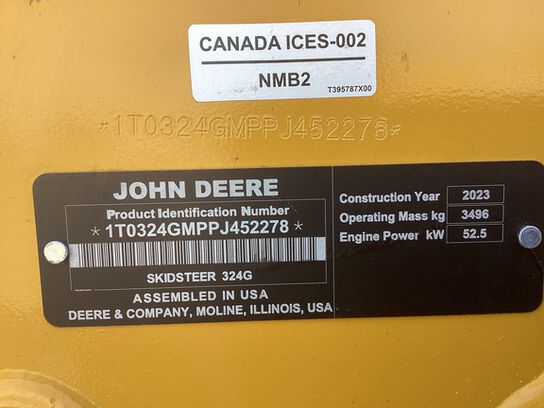 CANADA ICES-002
NMB2
T395787X00
*1T0324GMPPJ452278*
JOHN DEERE
Product Identification Number
* 1T0324GMPPJ452278 *
SKIDSTEER 324G
ASSEMBLED IN USA
DEERE & COMPANY, MOLINE, ILLINOIS, USA
Construction Year 2023
Operating Mass kg 3496
Engine Power kW 52.5